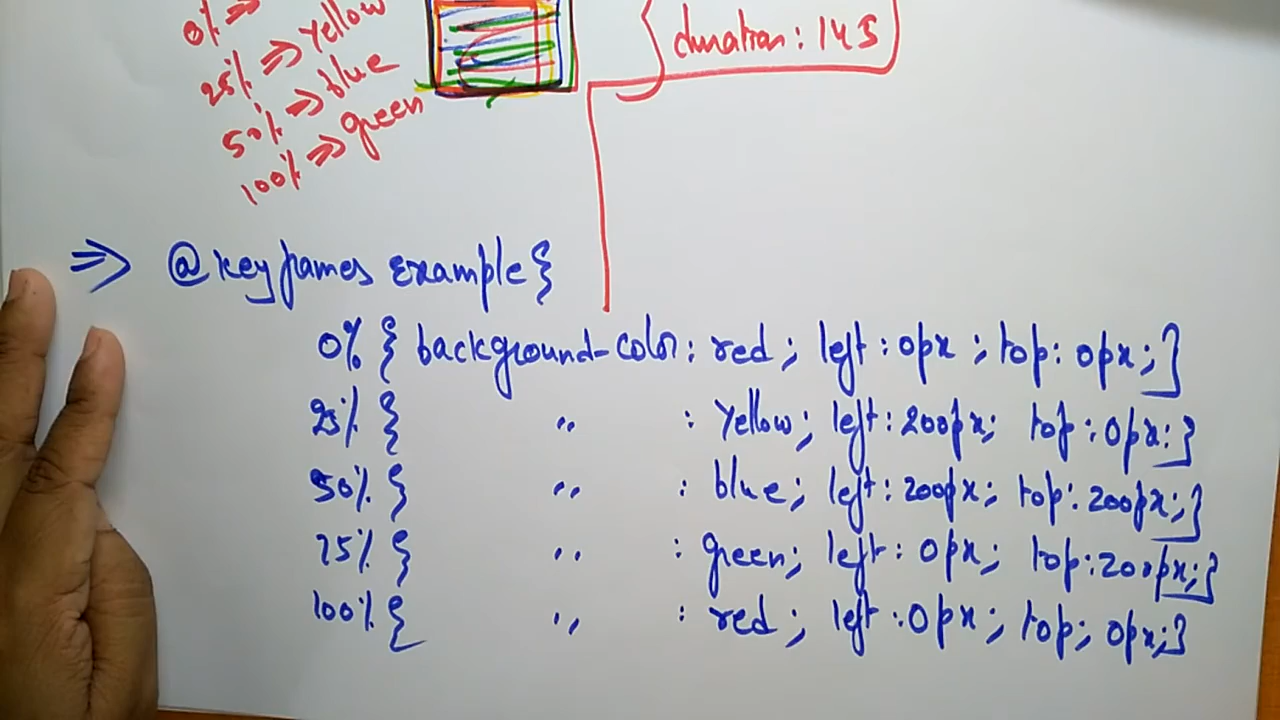 0% =>
25% => yellow
50% => blue
100% => green
duration: 14s
=> @keyframes example {
0% { background-color: red ; left : 0px ; top: 0px; }
25% { ,, : yellow; left : 200px; top : 0px: }
50% { ,, : blue; left : 200px; top: 200px; }
75% { ,, : green; left : 0px; top: 200px; }
100% { ,, : red ; left : 0px ; top; 0px; }